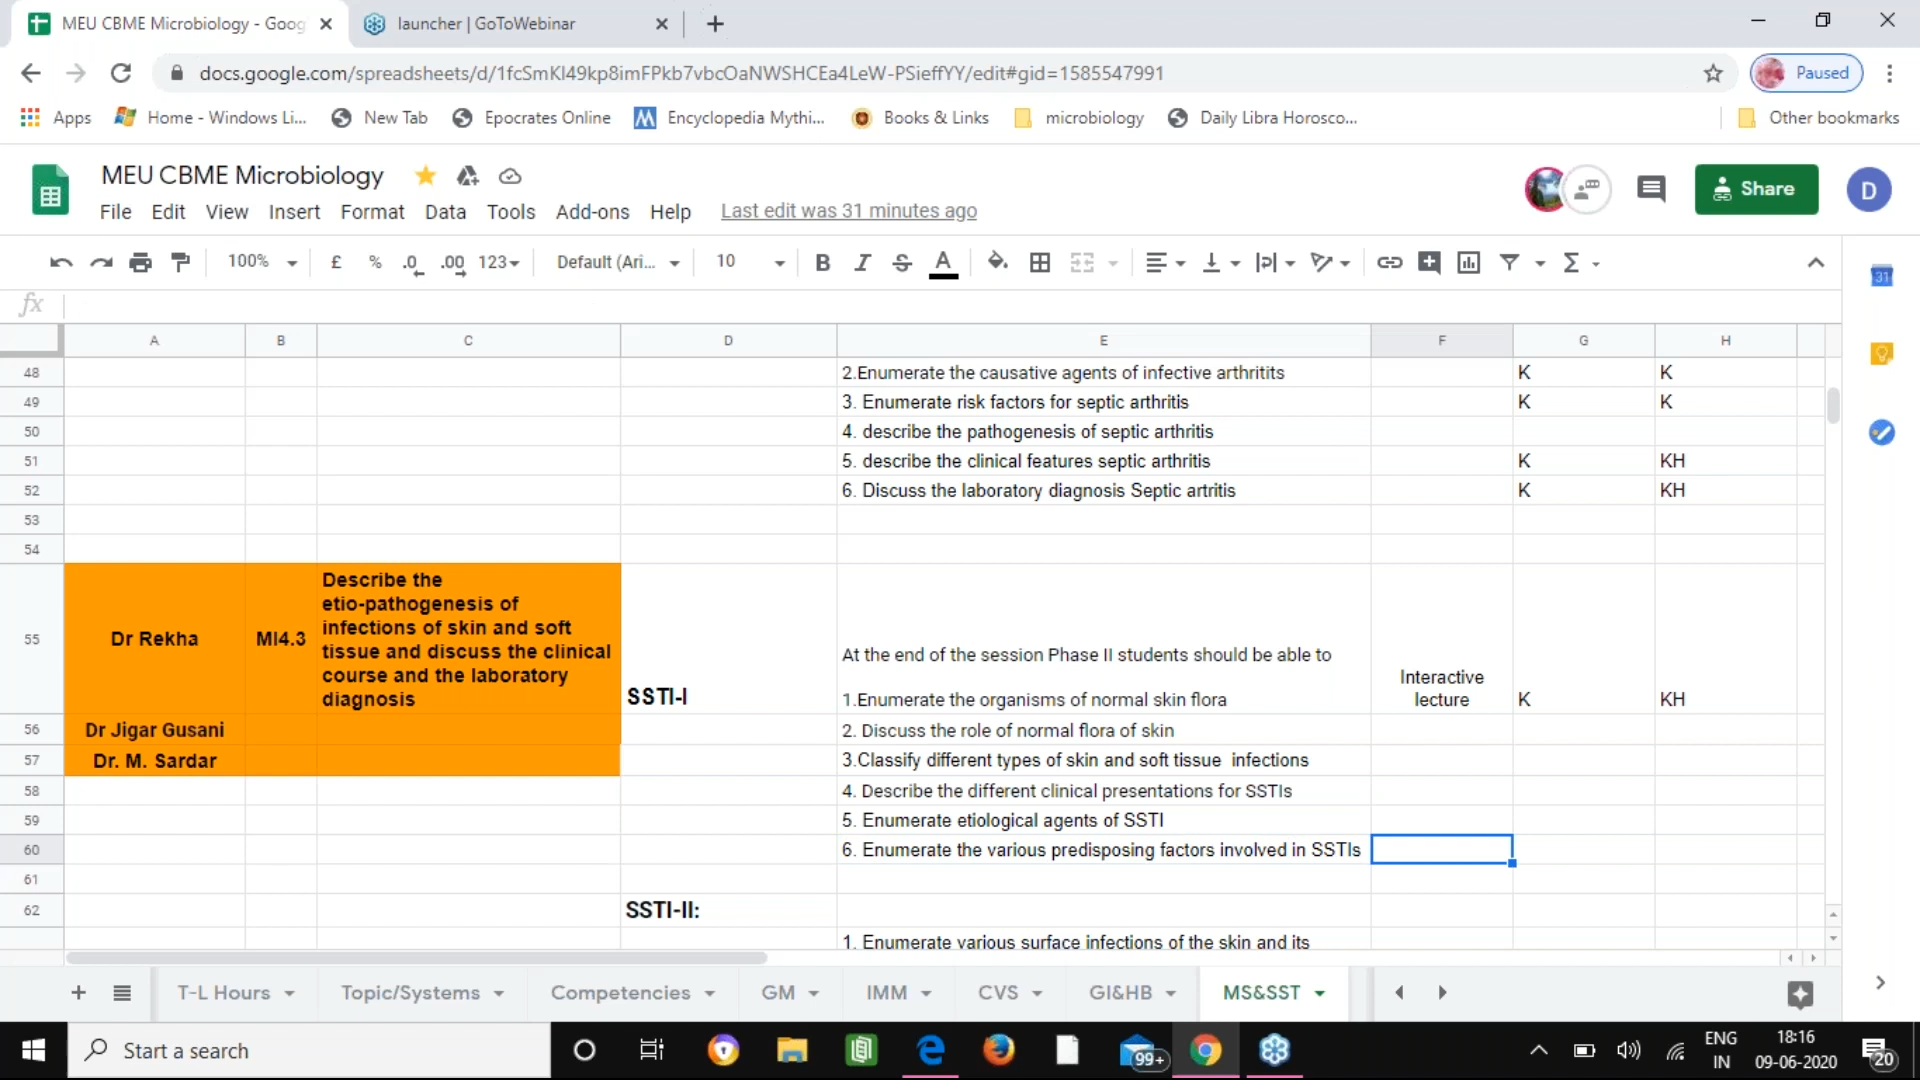 MEU CBME Microbiology - Goog
launcher | GoToWebinar
docs.google.com/spreadsheets/d/1fcSmKl49kp8imFPkb7vbcOaNWSHCEa4LeW-PSieffYY/edit#gid=1585547991
Paused
Apps
Home - Windows Li...
New Tab
Epocrates Online
Encyclopedia Mythi...
Books & Links
microbiology
Daily Libra Horosco...
Other bookmarks
MEU CBME Microbiology
File Edit View Insert Format Data Tools Add-ons Help Last edit was 31 minutes ago
Share
D
100% £ % .0 .00 123 Default (Ari... 10 B I S A Σ
31
fx
A B C D E F G H
48 2.Enumerate the causative agents of infective arthritits K K
49 3. Enumerate risk factors for septic arthritis K K
50 4. describe the pathogenesis of septic arthritis
51 5. describe the clinical features septic arthritis K KH
52 6. Discuss the laboratory diagnosis Septic artritis K KH
53
54
55 Dr Rekha MI4.3
Describe the
etio-pathogenesis of
infections of skin and soft
tissue and discuss the clinical
course and the laboratory
diagnosis
SSTI-I
At the end of the session Phase II students should be able to
1.Enumerate the organisms of normal skin flora
Interactive
lecture
K KH
56 Dr Jigar Gusani 2. Discuss the role of normal flora of skin
57 Dr. M. Sardar 3.Classify different types of skin and soft tissue infections
58 4. Describe the different clinical presentations for SSTIs
59 5. Enumerate etiological agents of SSTI
60 6. Enumerate the various predisposing factors involved in SSTIs
61
62 SSTI-II:
1. Enumerate various surface infections of the skin and its
T-L Hours Topic/Systems Competencies GM IMM CVS GI&HB MS&SST
Start a search
99+
ENG
IN
18:16
09-06-2020
20